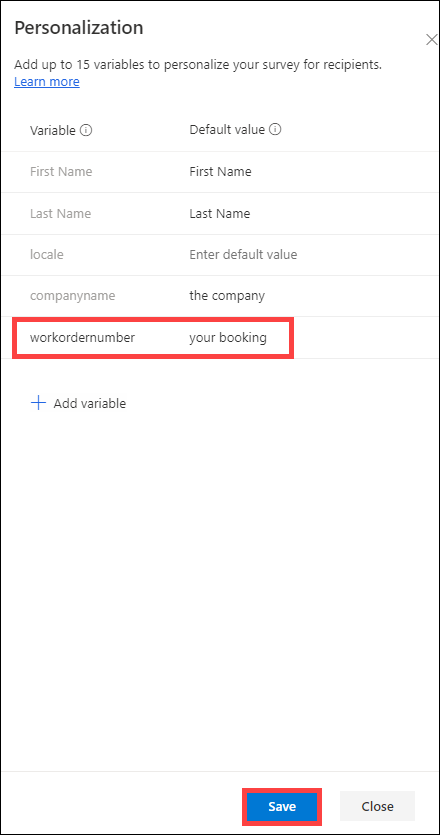 Personalization
Add up to 15 variables to personalize your survey for recipients.
Learn more
Variable Default value
First Name First Name
Last Name Last Name
locale Enter default value
companyname the company
workordernumber your booking
Add variable
Save Close